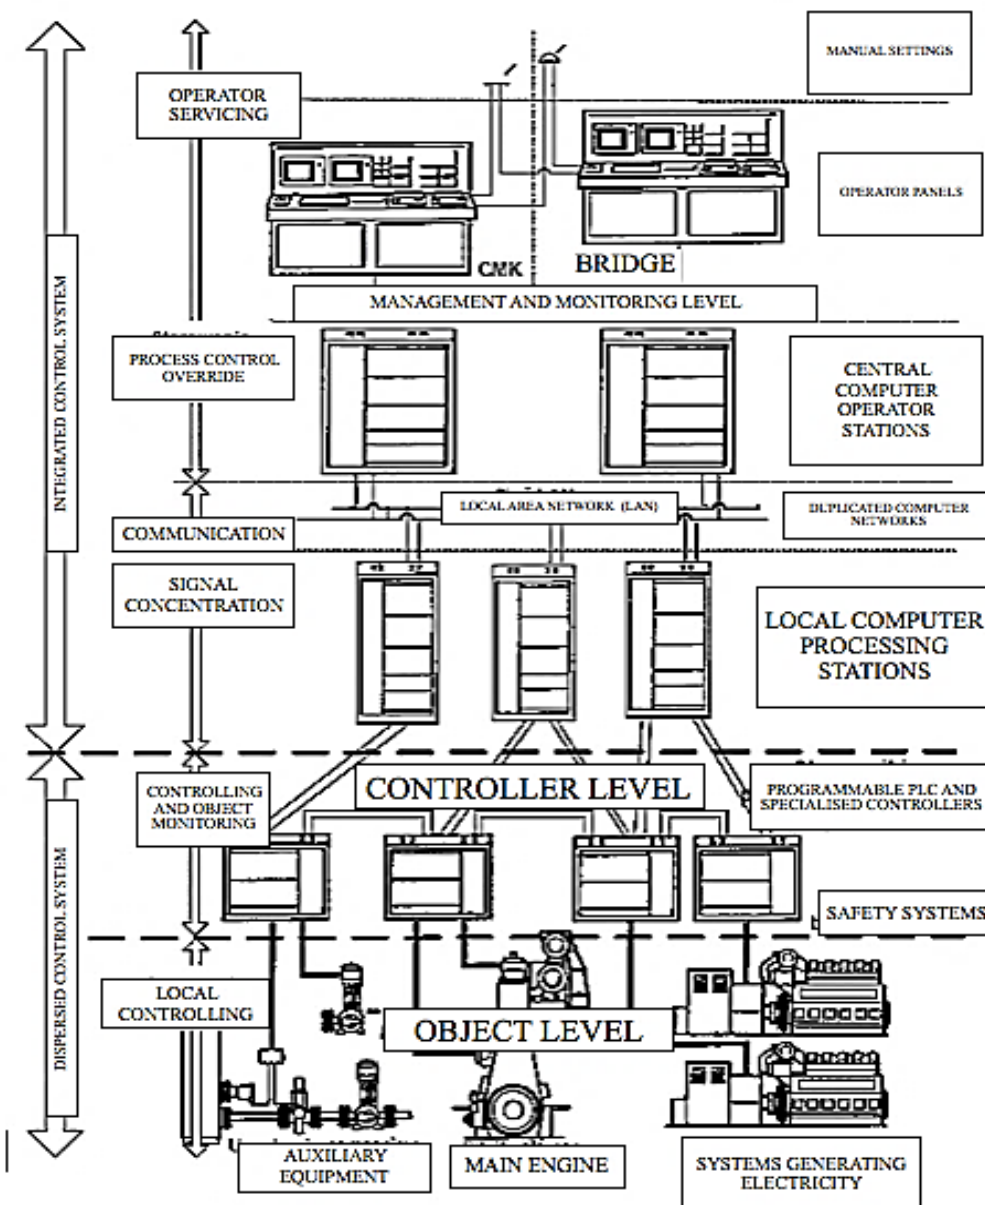 MANUAL SETTINGS
OPERATOR
SERVICING
OPERATOR PANELS
CMK
BRIDGE
MANAGEMENT AND MONITORING LEVEL
INTEGRATED CONTROL SYSTEM
PROCESS CONTROL
OVERRIDE
CENTRAL
COMPUTER
OPERATOR
STATIONS
LOCAL AREA NETWORK (LAN)
DUPLICATED COMPUTER
NETWORKS
COMMUNICATION
SIGNAL
CONCENTRATION
LOCAL COMPUTER
PROCESSING
STATIONS
CONTROLLING
AND OBJECT
MONITORING
CONTROLLER LEVEL
PROGRAMMABLE PLC AND
SPECIALISED CONTROLLERS
DISPERSED CONTROL SYSTEM
SAFETY SYSTEMS
LOCAL
CONTROLLING
OBJECT LEVEL
AUXILIARY
EQUIPMENT
MAIN ENGINE
SYSTEMS GENERATING
ELECTRICITY